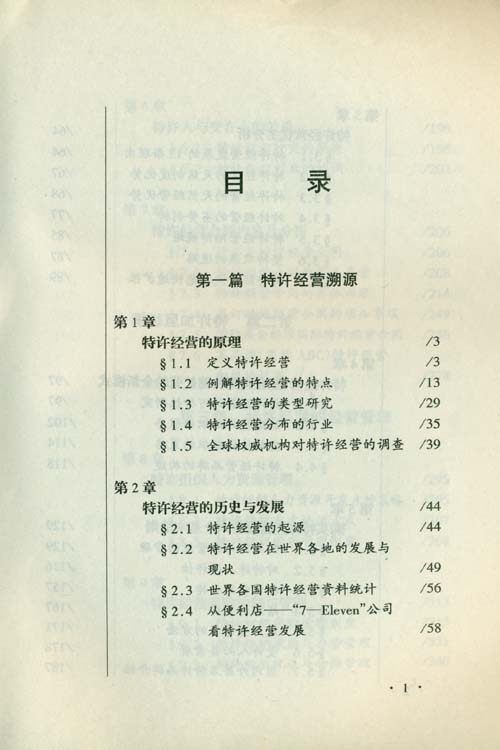 目 录
第一篇 特许经营溯源
第1章
特许经营的原理 /3
§1.1 定义特许经营 /3
§1.2 例解特许经营的特点 /13
§1.3 特许经营的类型研究 /29
§1.4 特许经营分布的行业 /35
§1.5 全球权威机构对特许经营的调查 /39
第2章
特许经营的历史与发展 /44
§2.1 特许经营的起源 /44
§2.2 特许经营在世界各地的发展与
现状 /49
§2.3 世界各国特许经营资料统计 /56
§2.4 从便利店——“7—Eleven”公司
看特许经营发展 /58
· 1 ·